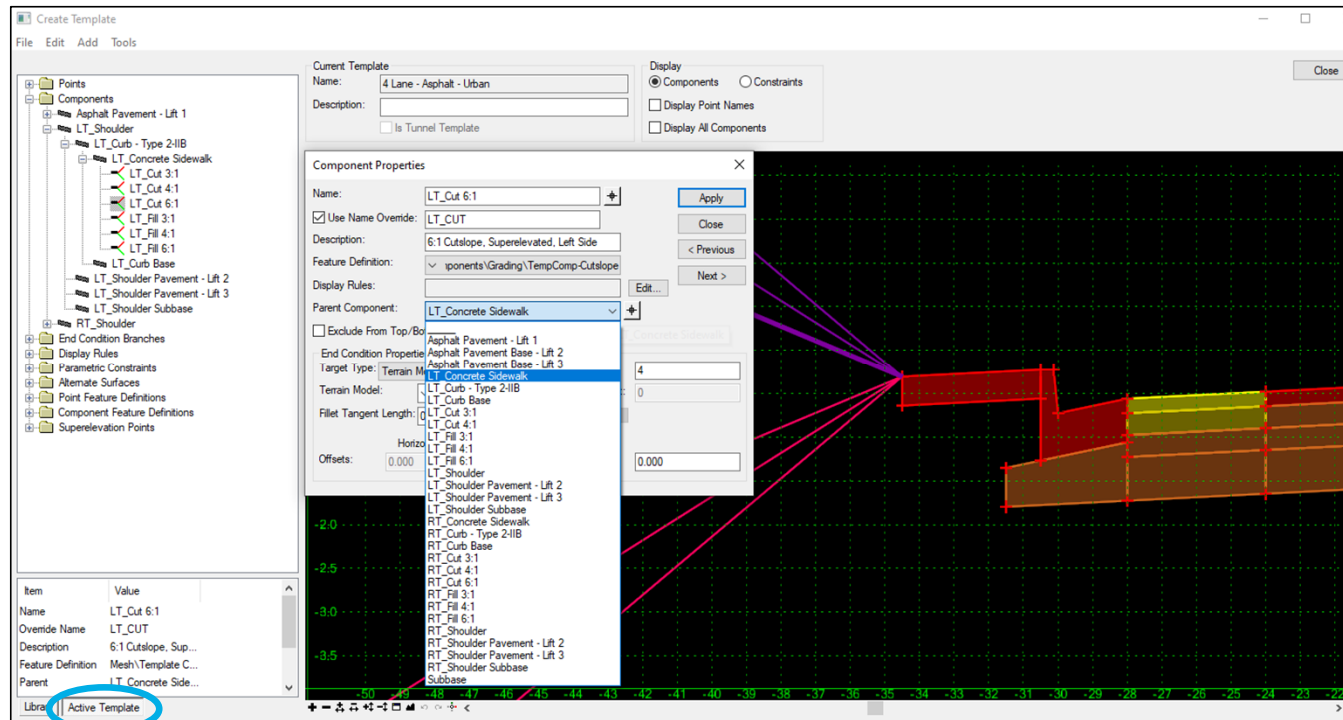 Create Template
File Edit Add Tools
Points
Components
Asphalt Pavement - Lift 1
LT_Shoulder
LT_Curb - Type 2-IIB
LT_Concrete Sidewalk
LT_Cut 3:1
LT_Cut 4:1
LT_Cut 6:1
LT_Fill 3:1
LT_Fill 4:1
LT_Fill 6:1
LT_Curb Base
LT_Shoulder Pavement - Lift 2
LT_Shoulder Pavement - Lift 3
LT_Shoulder Subbase
RT_Shoulder
End Condition Branches
Display Rules
Parametric Constraints
Alternate Surfaces
Point Feature Definitions
Component Feature Definitions
Superelevation Points
Item Value
Name LT_Cut 6:1
Override Name LT_CUT
Description 6:1 Cutslope, Sup...
Feature Definition Mesh\Template C...
Parent LT_Concrete Side...
Active Template
Current Template
Name: 4 Lane - Asphalt - Urban
Description:
Is Tunnel Template
Display
Components Constraints
Display Point Names
Display All Components
Close
Component Properties
Name: LT_Cut 6:1
Use Name Override: LT_CUT
Description: 6:1 Cutslope, Superelevated, Left Side
Feature Definition: ponents\Grading\TempComp-Cutslope
Display Rules: Edit...
Parent Component: LT_Concrete Sidewalk
Apply
Close
< Previous
Next >
Exclude From Top/Bo
End Condition Propertie
Target Type: Terrain M 4
Terrain Model: 0
Fillet Tangent Length:
Horizo
Offsets: 0.000 0.000
Asphalt Pavement - Lift 1
Asphalt Pavement Base - Lift 2
Asphalt Pavement Base - Lift 3
LT_Concrete Sidewalk
LT_Curb - Type 2-IIB
LT_Curb Base
LT_Cut 3:1
LT_Cut 4:1
LT_Fill 3:1
LT_Fill 4:1
LT_Fill 6:1
LT_Shoulder
LT_Shoulder Pavement - Lift 2
LT_Shoulder Pavement - Lift 3
LT_Shoulder Subbase
RT_Concrete Sidewalk
RT_Curb - Type 2-IIB
RT_Curb Base
RT_Cut 3:1
RT_Cut 4:1
RT_Cut 6:1
RT_Fill 3:1
RT_Fill 4:1
RT_Fill 6:1
RT_Shoulder
RT_Shoulder Pavement - Lift 2
RT_Shoulder Pavement - Lift 3
RT_Shoulder Subbase
Subbase
-2.0
-2.5
-3.0
-3.5
-50 -49 -48 -47 -46 -45 -44 -43 -42 -41 -40 -39 -38 -37 -36 -35 -34 -33 -32 -31 -30 -29 -28 -27 -26 -25 -24 -23 -22